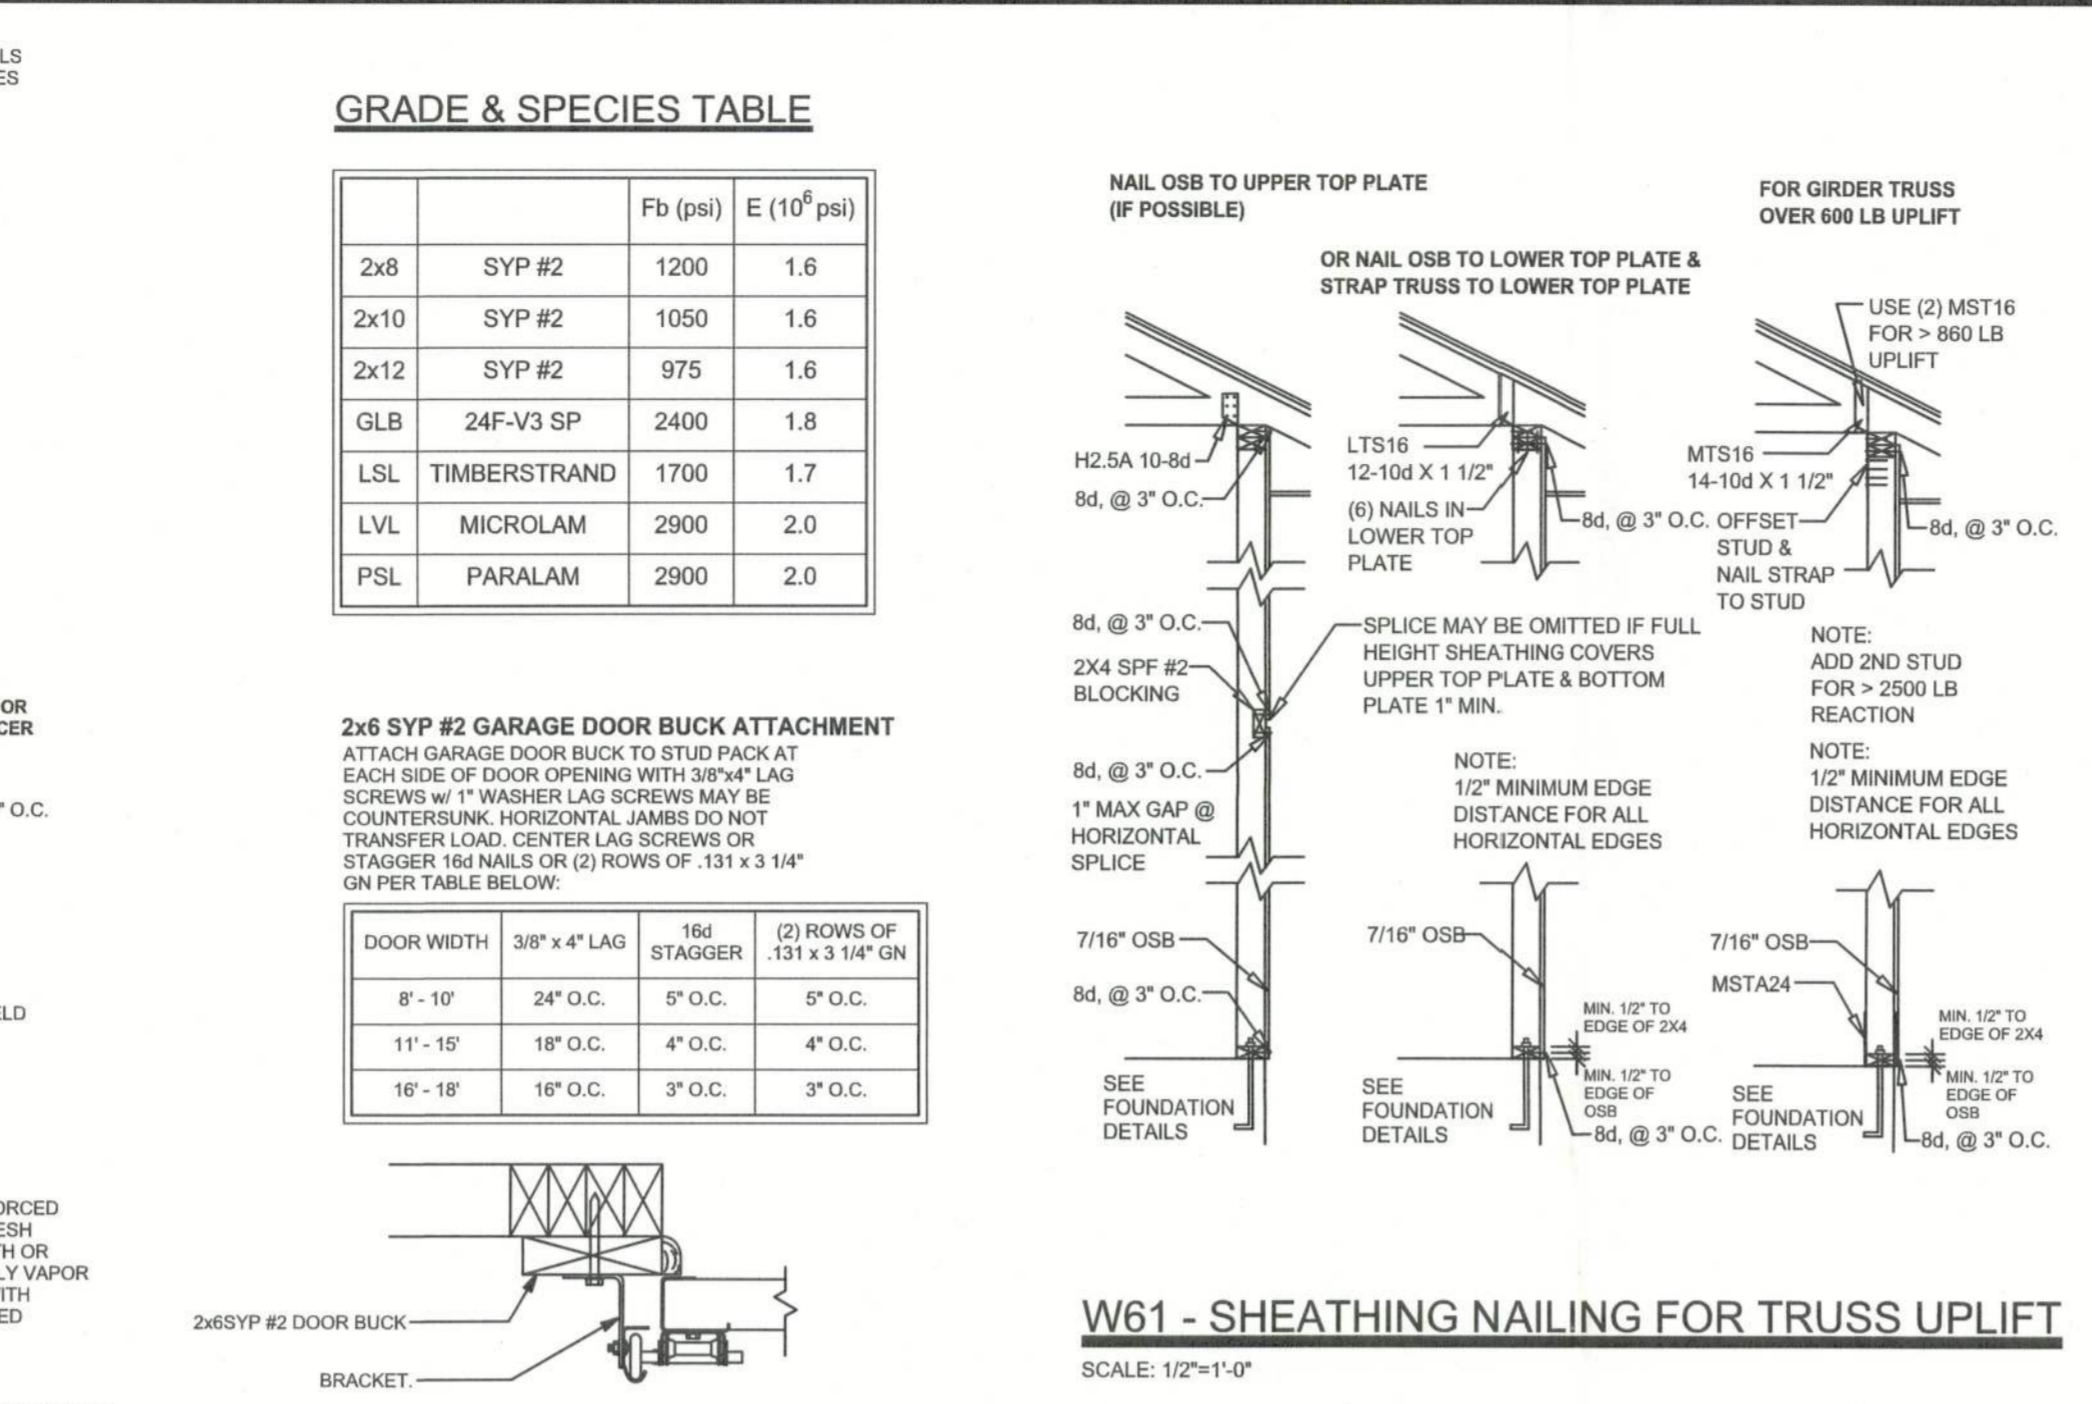 LS
ES
OR
CER
" O.C.
ELD
ORCED
ESH
TH OR
LY VAPOR
WITH
ED
GRADE & SPECIES TABLE
Fb (psi) E (10^6 psi)
2x8 SYP #2 1200 1.6
2x10 SYP #2 1050 1.6
2x12 SYP #2 975 1.6
GLB 24F-V3 SP 2400 1.8
LSL TIMBERSTRAND 1700 1.7
LVL MICROLAM 2900 2.0
PSL PARALAM 2900 2.0
2x6 SYP #2 GARAGE DOOR BUCK ATTACHMENT
ATTACH GARAGE DOOR BUCK TO STUD PACK AT
EACH SIDE OF DOOR OPENING WITH 3/8"x4" LAG
SCREWS w/ 1" WASHER LAG SCREWS MAY BE
COUNTERSUNK. HORIZONTAL JAMBS DO NOT
TRANSFER LOAD. CENTER LAG SCREWS OR
STAGGER 16d NAILS OR (2) ROWS OF .131 x 3 1/4"
GN PER TABLE BELOW:
DOOR WIDTH 3/8" x 4" LAG 16d STAGGER (2) ROWS OF .131 x 3 1/4" GN
8' - 10' 24" O.C. 5" O.C. 5" O.C.
11' - 15' 18" O.C. 4" O.C. 4" O.C.
16' - 18' 16" O.C. 3" O.C. 3" O.C.
2x6SYP #2 DOOR BUCK
BRACKET.
NAIL OSB TO UPPER TOP PLATE
(IF POSSIBLE)
H2.5A 10-8d
8d, @ 3" O.C.
8d, @ 3" O.C.
2X4 SPF #2
BLOCKING
8d, @ 3" O.C.
1" MAX GAP @
HORIZONTAL
SPLICE
7/16" OSB
8d, @ 3" O.C.
SEE
FOUNDATION
DETAILS
OR NAIL OSB TO LOWER TOP PLATE &
STRAP TRUSS TO LOWER TOP PLATE
LTS16
12-10d X 1 1/2"
(6) NAILS IN
LOWER TOP
PLATE
8d, @ 3" O.C.
SPLICE MAY BE OMITTED IF FULL
HEIGHT SHEATHING COVERS
UPPER TOP PLATE & BOTTOM
PLATE 1" MIN.
NOTE:
1/2" MINIMUM EDGE
DISTANCE FOR ALL
HORIZONTAL EDGES
7/16" OSB
MIN. 1/2" TO
EDGE OF 2X4
MIN. 1/2" TO
EDGE OF
OSB
8d, @ 3" O.C.
SEE
FOUNDATION
DETAILS
FOR GIRDER TRUSS
OVER 600 LB UPLIFT
USE (2) MST16
FOR > 860 LB
UPLIFT
MTS16
14-10d X 1 1/2"
OFFSET
STUD &
NAIL STRAP
TO STUD
8d, @ 3" O.C.
NOTE:
ADD 2ND STUD
FOR > 2500 LB
REACTION
NOTE:
1/2" MINIMUM EDGE
DISTANCE FOR ALL
HORIZONTAL EDGES
7/16" OSB
MSTA24
MIN. 1/2" TO
EDGE OF 2X4
MIN. 1/2" TO
EDGE OF
OSB
8d, @ 3" O.C.
SEE
FOUNDATION
DETAILS
W61 - SHEATHING NAILING FOR TRUSS UPLIFT
SCALE: 1/2"=1'-0"